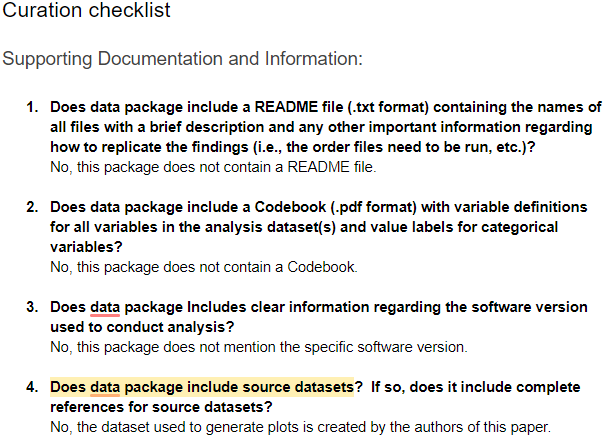 Curation checklist
Supporting Documentation and Information:
1. Does data package include a README file (.txt format) containing the names of
all files with a brief description and any other important information regarding
how to replicate the findings (i.e., the order files need to be run, etc.)?
No, this package does not contain a README file.
2. Does data package include a Codebook (.pdf format) with variable definitions
for all variables in the analysis dataset(s) and value labels for categorical
variables?
No, this package does not contain a Codebook.
3. Does data package Includes clear information regarding the software version
used to conduct analysis?
No, this package does not mention the specific software version.
4. Does data package include source datasets? If so, does it include complete
references for source datasets?
No, the dataset used to generate plots is created by the authors of this paper.